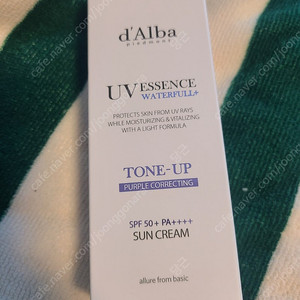 d'Alba
piedmont
UV ESSENCE
WATERFULL+
PROTECTS SKIN FROM UV RAYS
WHILE MOISTURIZING & VITALIZING
WITH A LIGHT FORMULA
TONE-UP
PURPLE CORRECTING
SPF 50+ PA++++
SUN CREAM
allure from basic